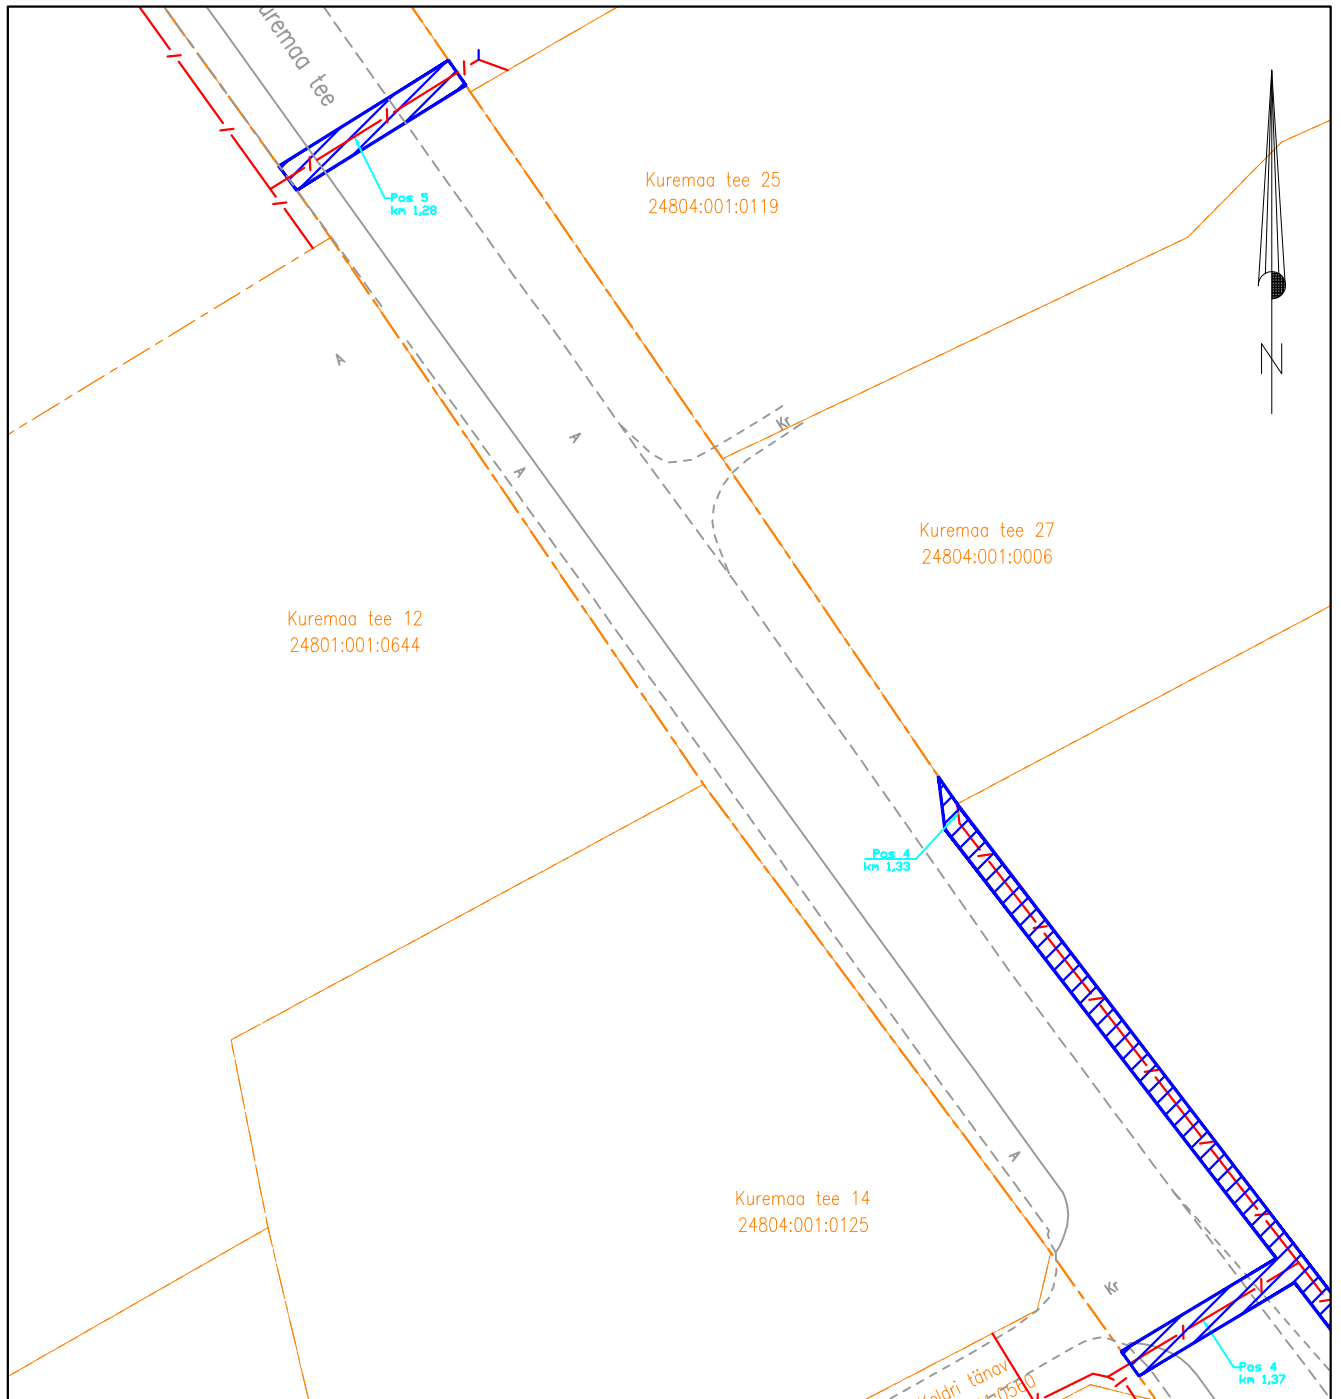 uremaa tee
Pos 5
km 1,28
Kuremaa tee 25
24804:001:0119
N
A
A
A
Kr
Kuremaa tee 27
24804:001:0006
Kuremaa tee 12
24801:001:0644
Pos 4
km 1,33
A
Kuremaa tee 14
24804:001:0125
Kr
Pos 4
km 1,37
tänav